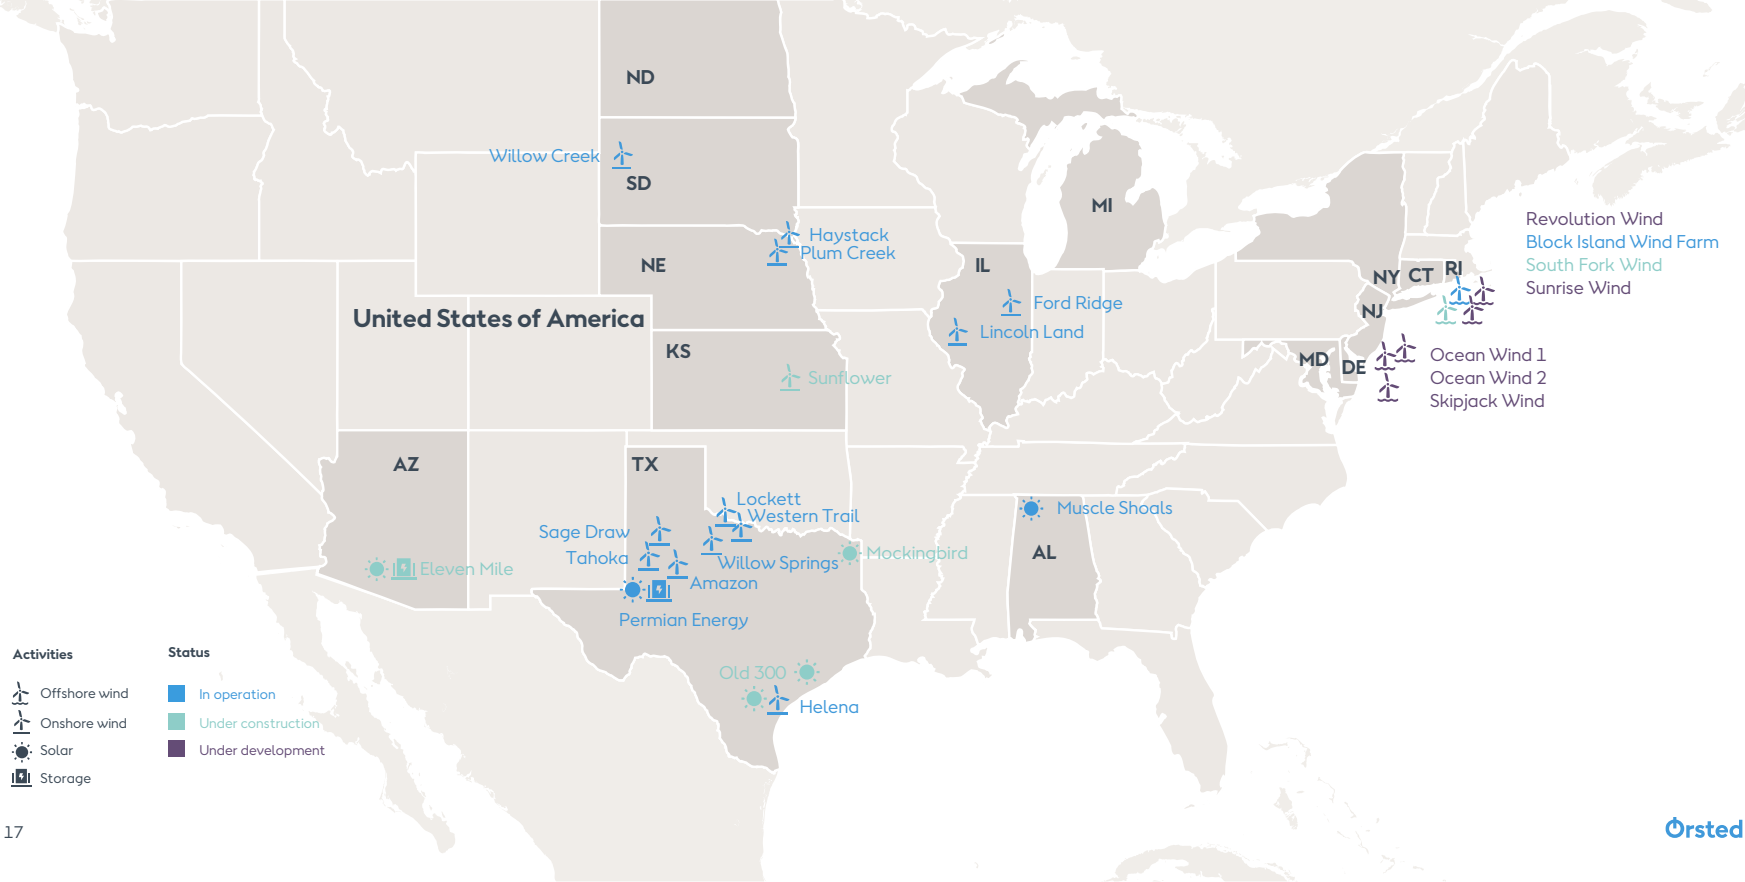 ND
Willow Creek
SD
MI
Haystack
Plum Creek
NE
IL
Revolution Wind
Block Island Wind Farm
South Fork Wind
Sunrise Wind
NY
CT
RI
Ford Ridge
NJ
United States of America
Lincoln Land
KS
MD
DE
Ocean Wind 1
Ocean Wind 2
Skipjack Wind
Sunflower
AZ
TX
Lockett
Western Trail
Muscle Shoals
Sage Draw
Tahoka
Willow Springs
Mockingbird
AL
Eleven Mile
Amazon
Permian Energy
Old 300
Helena
Activities
Offshore wind
Onshore wind
Solar
Storage
Status
In operation
Under construction
Under development
17
Ørsted